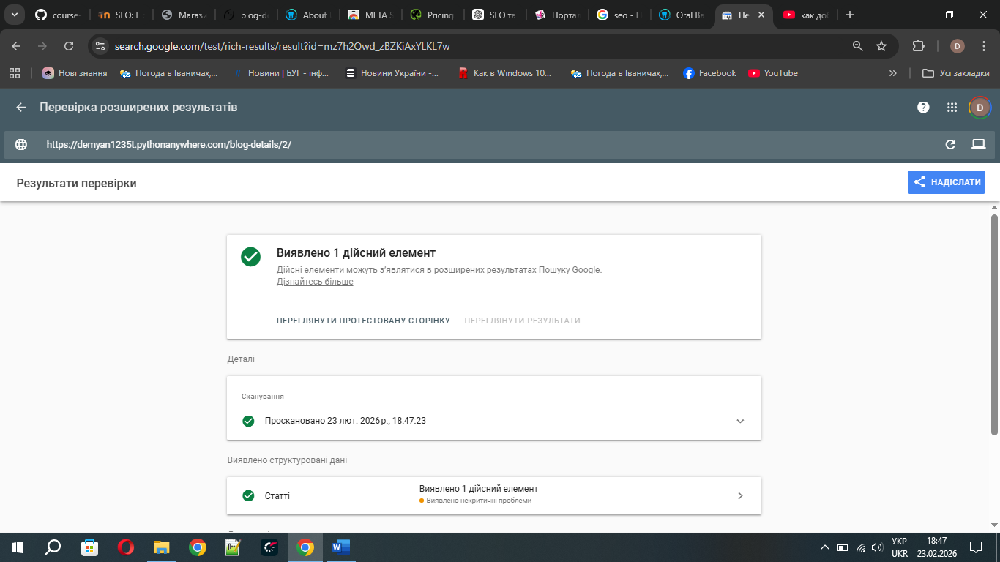 course-
SEO: П
Магази
blog-d
About
META S
Pricing
SEO та
Портал
seo - П
Oral Ba
Пе
как до
search.google.com/test/rich-results/result?id=mz7h2Qwd_zBZKiAxYLKL7w
D
Нові знання
Погода в Іваничах,...
Новини | БУГ - інф...
Новини України -...
Как в Windows 10...
Погода в Іваничах,...
Facebook
YouTube
Усі закладки
Перевірка розширених результатів
D
https://demyan1235t.pythonanywhere.com/blog-details/2/
Результати перевірки
НАДІСЛАТИ
Виявлено 1 дійсний елемент
Дійсні елементи можуть з'являтися в розширених результатах Пошуку Google.
Дізнайтесь більше
ПЕРЕГЛЯНУТИ ПРОТЕСТОВАНУ СТОРІНКУ ПЕРЕГЛЯНУТИ РЕЗУЛЬТАТИ
Деталі
Сканування
Проскановано 23 лют. 2026 р., 18:47:23
Виявлено структуровані дані
Статті
Виявлено 1 дійсний елемент
Виявлено некритичні проблеми
УКР
UKR
18:47
23.02.2026